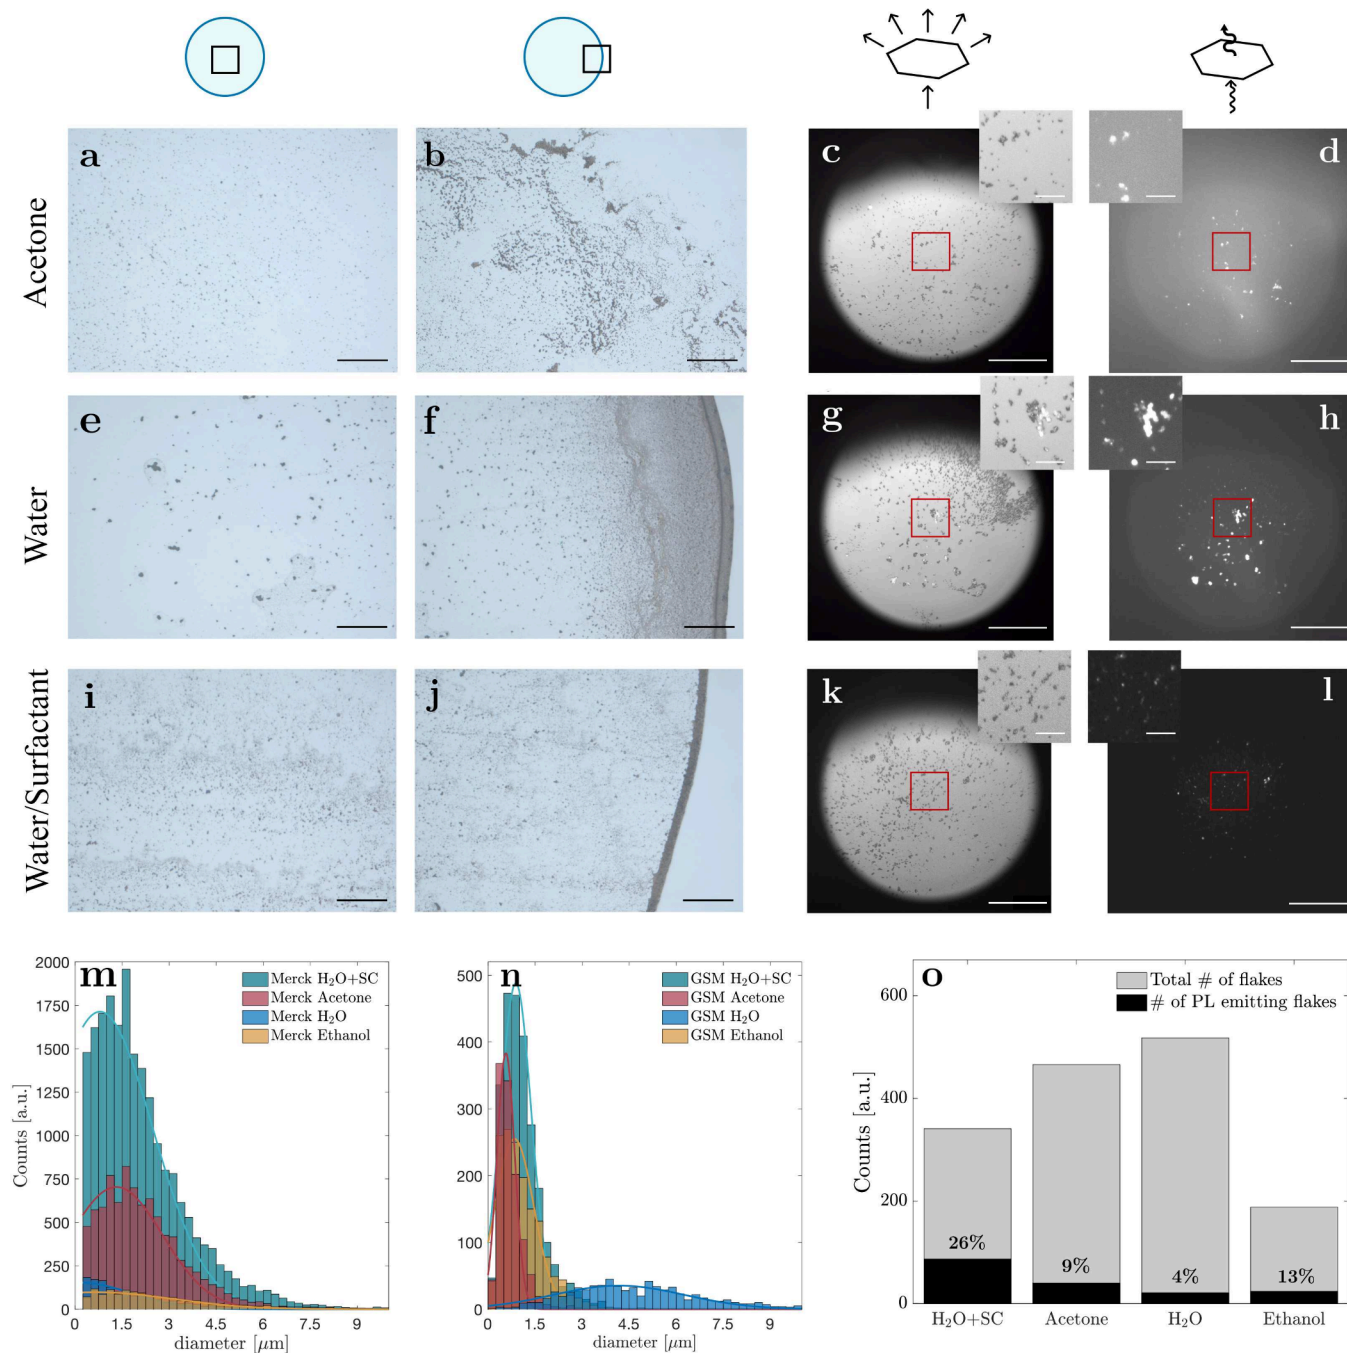 a
b
c
d
Acetone
e
f
g
h
Water
i
j
k
l
Water/Surfactant
m
Merck H₂O+SC
Merck Acetone
Merck H₂O
Merck Ethanol
2000
1750
1500
1250
1000
750
500
250
0
Counts [a.u.]
0 1.5 3 4.5 6 7.5 9
diameter [μm]
n
GSM H₂O+SC
GSM Acetone
GSM H₂O
GSM Ethanol
500
400
300
200
100
0
0 1.5 3 4.5 6 7.5 9
diameter [μm]
o
Total # of flakes
# of PL emitting flakes
600
400
200
0
Counts [a.u.]
26%
9%
4%
13%
H₂O+SC
Acetone
H₂O
Ethanol